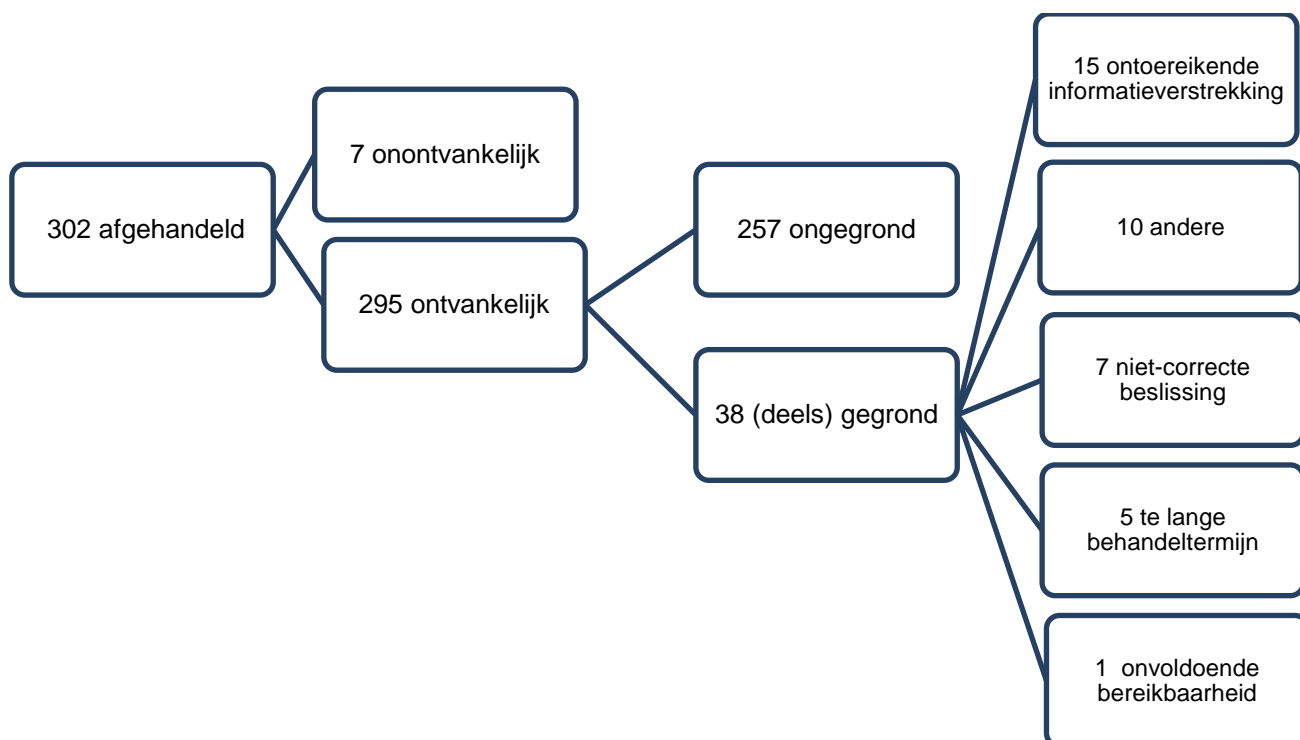 302 afgehandeld
7 onontvankelijk
295 ontvankelijk
257 ongegrond
38 (deels) gegrond
15 ontoereikende
informatieverstrekking
10 andere
7 niet-correcte
beslissing
5 te lange
behandeltermijn
1 onvoldoende
bereikbaarheid